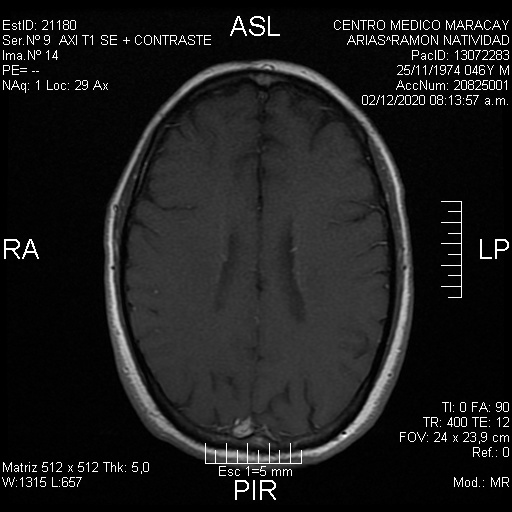 EstID: 21180
Ser.Nº 9 AXI T1 SE + CONTRASTE
Ima.Nº 14
PE= --
NAq: 1 Loc: 29 Ax
ASL
CENTRO MEDICO MARACAY
ARIAS^RAMON NATIVIDAD
PacID: 13072283
25/11/1974 046Y M
AccNum: 20825001
02/12/2020 08:13:57 a.m.
RA
LP
TI: 0 FA: 90
TR: 400 TE: 12
FOV: 24 x 23,9 cm
Ref.: 0
Matriz 512 x 512 Thk: 5,0
W:1315 L:657
Esc 1=5 mm
PIR
Mod.: MR